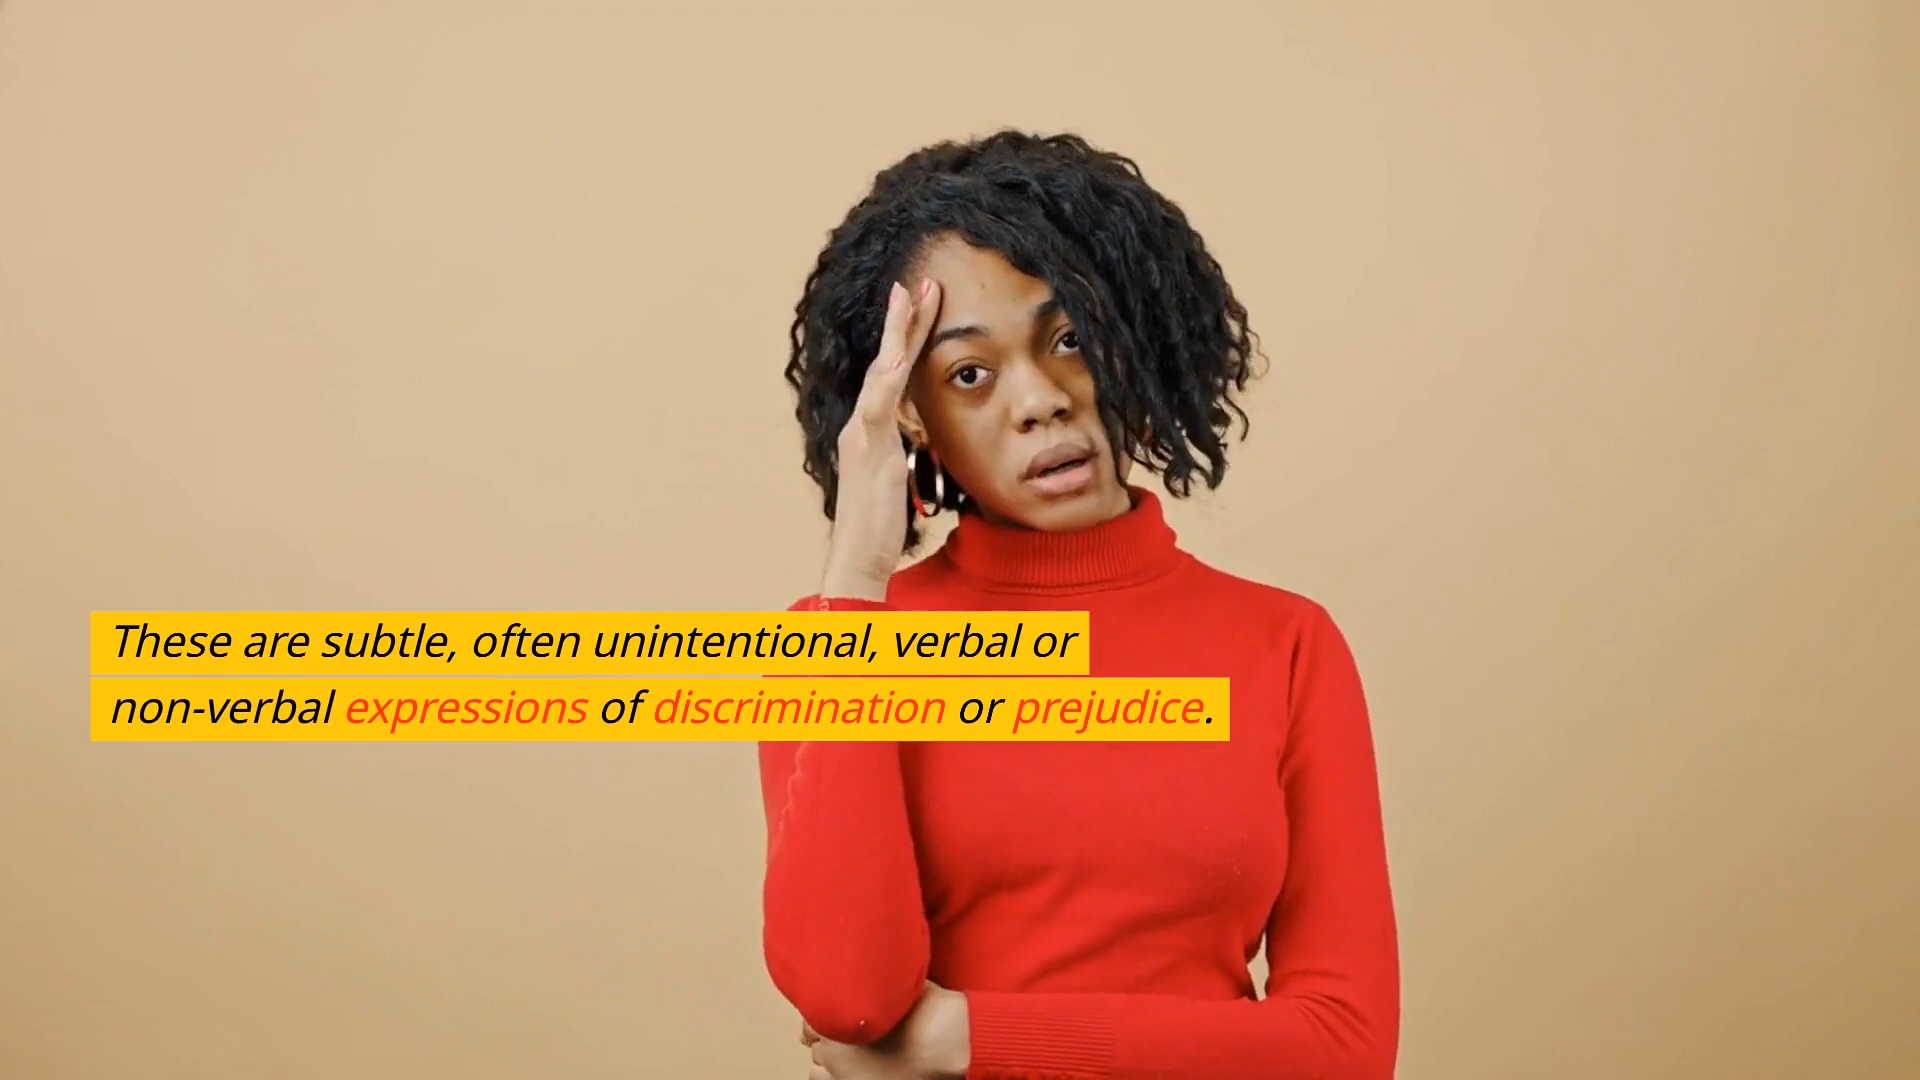 These are subtle, often unintentional, verbal or
non-verbal expressions of discrimination or prejudice.